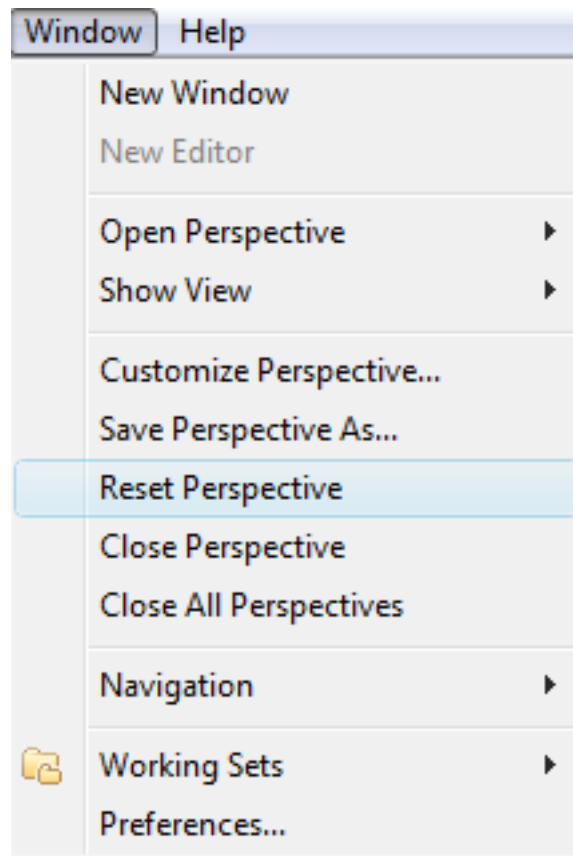 Window Help
New Window
New Editor
Open Perspective
Show View
Customize Perspective...
Save Perspective As...
Reset Perspective
Close Perspective
Close All Perspectives
Navigation
Working Sets
Preferences...